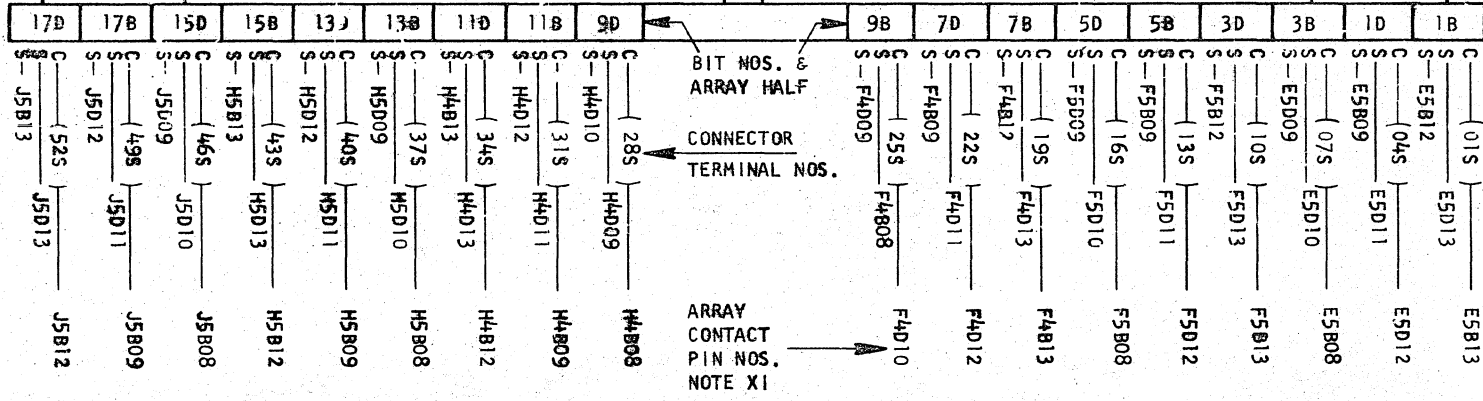 17D 17B 15D 15B 13D 13B 11D 11B 9D 9B 7D 7B 5D 5B 3D 3B 1D 1B
BIT NOS. &
ARRAY HALF
CONNECTOR
TERMINAL NOS.
ARRAY
CONTACT
PIN NOS.
NOTE XI
C (52S) J5B12
S J5D13
S-J5B13
C (49S) J5B09
S J5D11
S-J5D12
C (46S) J5B08
S J5D10
S-J5D09
C (43S) H5B12
S H5D13
S-H5B13
C (40S) H5B09
S H5D11
S-H5D12
C (37S) H5B08
S H5D10
S-H5D09
C (34S) H4B12
S H4D13
S-H4B13
C (31S) H4B09
S H4D11
S-H4D12
C (28S) H4B08
S H4D09
S-H4D10
C (25S) F4D10
S F4B08
S-F4D09
C (22S) F4D12
S F4D11
S-F4B09
C (19S) F4B13
S F4D13
S-F4B12
C (16S) F5B08
S F5D10
S-F5D09
C (13S) F5D12
S F5D11
S-F5B09
C (10S) F5B13
S F5D13
S-F5B12
C (07S) E5B08
S E5D10
S-E5D09
C (04S) E5D12
S E5D11
S-E5B09
C (01S) E5B13
S E5D13
S-E5B12